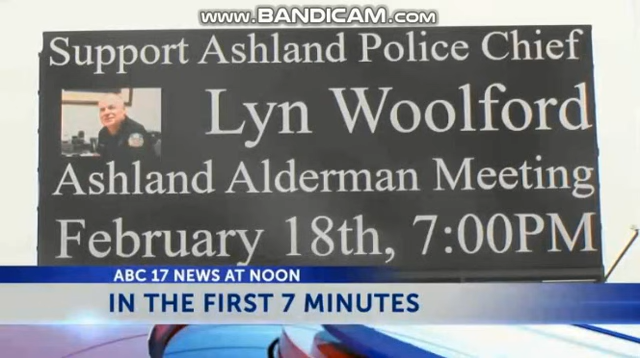 www.BANDICAM.com
Support Ashland Police Chief
Lyn Woolford
Ashland Alderman Meeting
February 18th, 7:00PM
ABC 17 NEWS AT NOON
IN THE FIRST 7 MINUTES